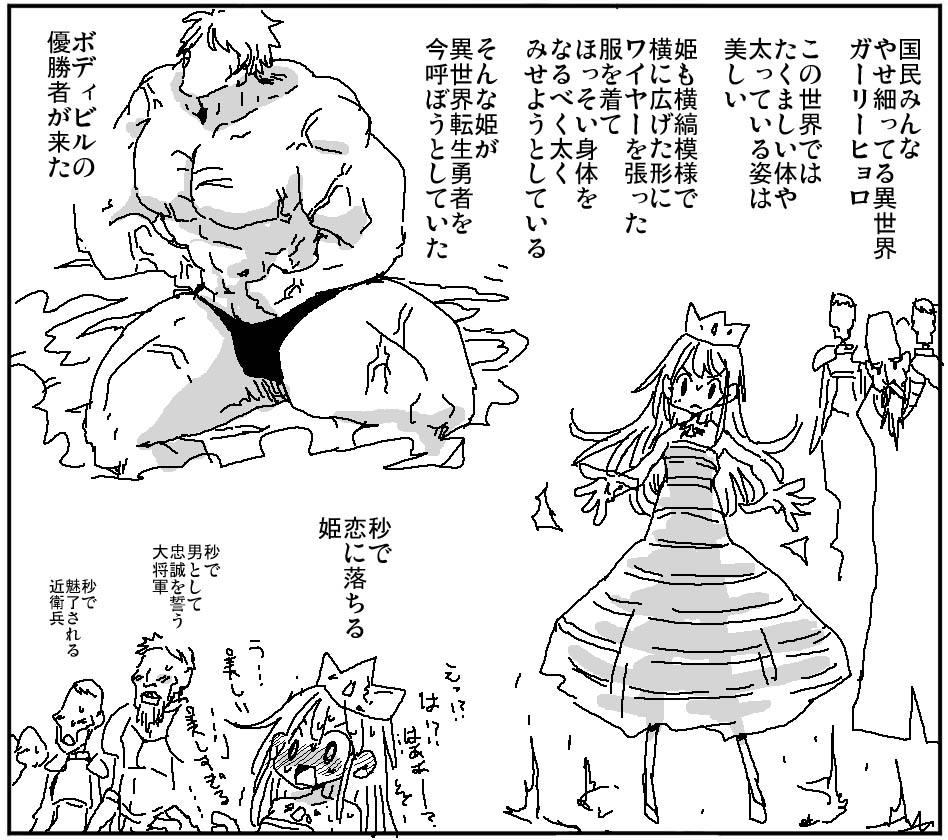 国民みんな
やせ細ってる異世界
ガーリーヒョロ
この世界では
たくましい体や
太っている姿は
美しい
姫も横縞模様で
横に広げた形に
ワイヤーを張った
服を着て
ほっそい身体を
なるべく太く
みせようとしている
そんな姫が
異世界転生勇者を
今呼ぼうとしていた
ボディビルの
優勝者が来た
秒で
恋に落ちる
姫
秒で
男として
忠誠を誓う
大将軍
秒で
魅了される
近衛兵
えっ…!?
は!?
はぁぁ
う…
美しい
美しすぎる